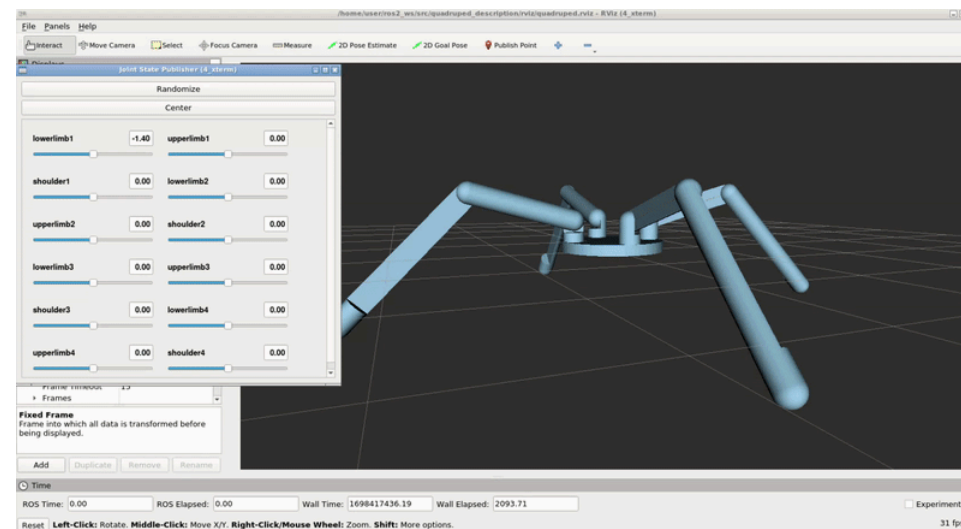 /home/user/ros2_ws/src/quadruped_description/rviz/quadruped.rviz - RViz (4_xterm)
File Panels Help
Interact Move Camera Select Focus Camera Measure 2D Pose Estimate 2D Goal Pose Publish Point
Displays
Joint State Publisher (4_xterm)
Randomize
Center
lowerlimb1 -1.40 upperlimb1 0.00
shoulder1 0.00 lowerlimb2 0.00
upperlimb2 0.00 shoulder2 0.00
lowerlimb3 0.00 upperlimb3 0.00
shoulder3 0.00 lowerlimb4 0.00
upperlimb4 0.00 shoulder4 0.00
Frame Timeout 15
Frames
Fixed Frame
Frame into which all data is transformed before
being displayed.
Add Duplicate Remove Rename
Time
ROS Time: 0.00 ROS Elapsed: 0.00 Wall Time: 1698417436.19 Wall Elapsed: 2093.71 Experiment
Reset Left-Click: Rotate. Middle-Click: Move X/Y. Right-Click/Mouse Wheel: Zoom. Shift: More options. 31 fp